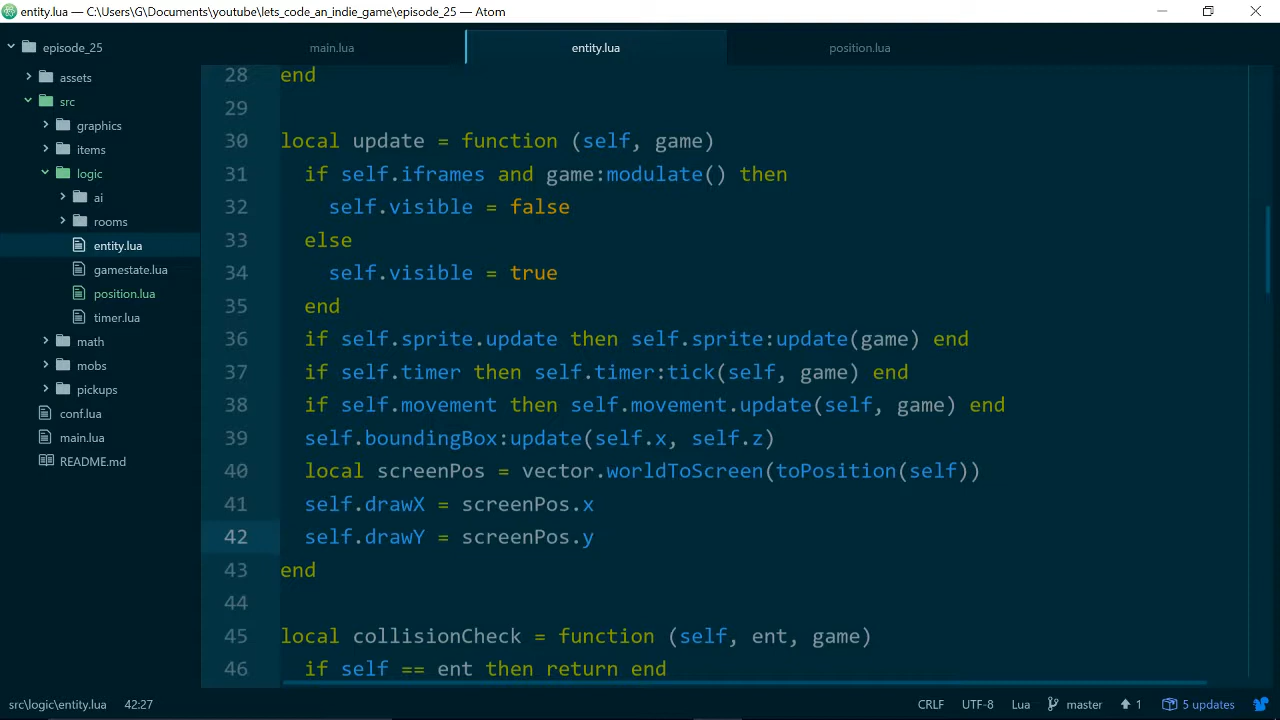 entity.lua — C:\Users\G\Documents\youtube\lets_code_an_indie_game\episode_25 — Atom
episode_25
assets
src
graphics
items
logic
ai
rooms
entity.lua
gamestate.lua
position.lua
timer.lua
math
mobs
pickups
conf.lua
main.lua
README.md
main.lua
entity.lua
position.lua
28 end
29
30 local update = function (self, game)
31 if self.iframes and game:modulate() then
32 self.visible = false
33 else
34 self.visible = true
35 end
36 if self.sprite.update then self.sprite:update(game) end
37 if self.timer then self.timer:tick(self, game) end
38 if self.movement then self.movement.update(self, game) end
39 self.boundingBox:update(self.x, self.z)
40 local screenPos = vector.worldToScreen(toPosition(self))
41 self.drawX = screenPos.x
42 self.drawY = screenPos.y
43 end
44
45 local collisionCheck = function (self, ent, game)
46 if self == ent then return end
src\logic\entity.lua 42:27
CRLF UTF-8 Lua master 1 5 updates